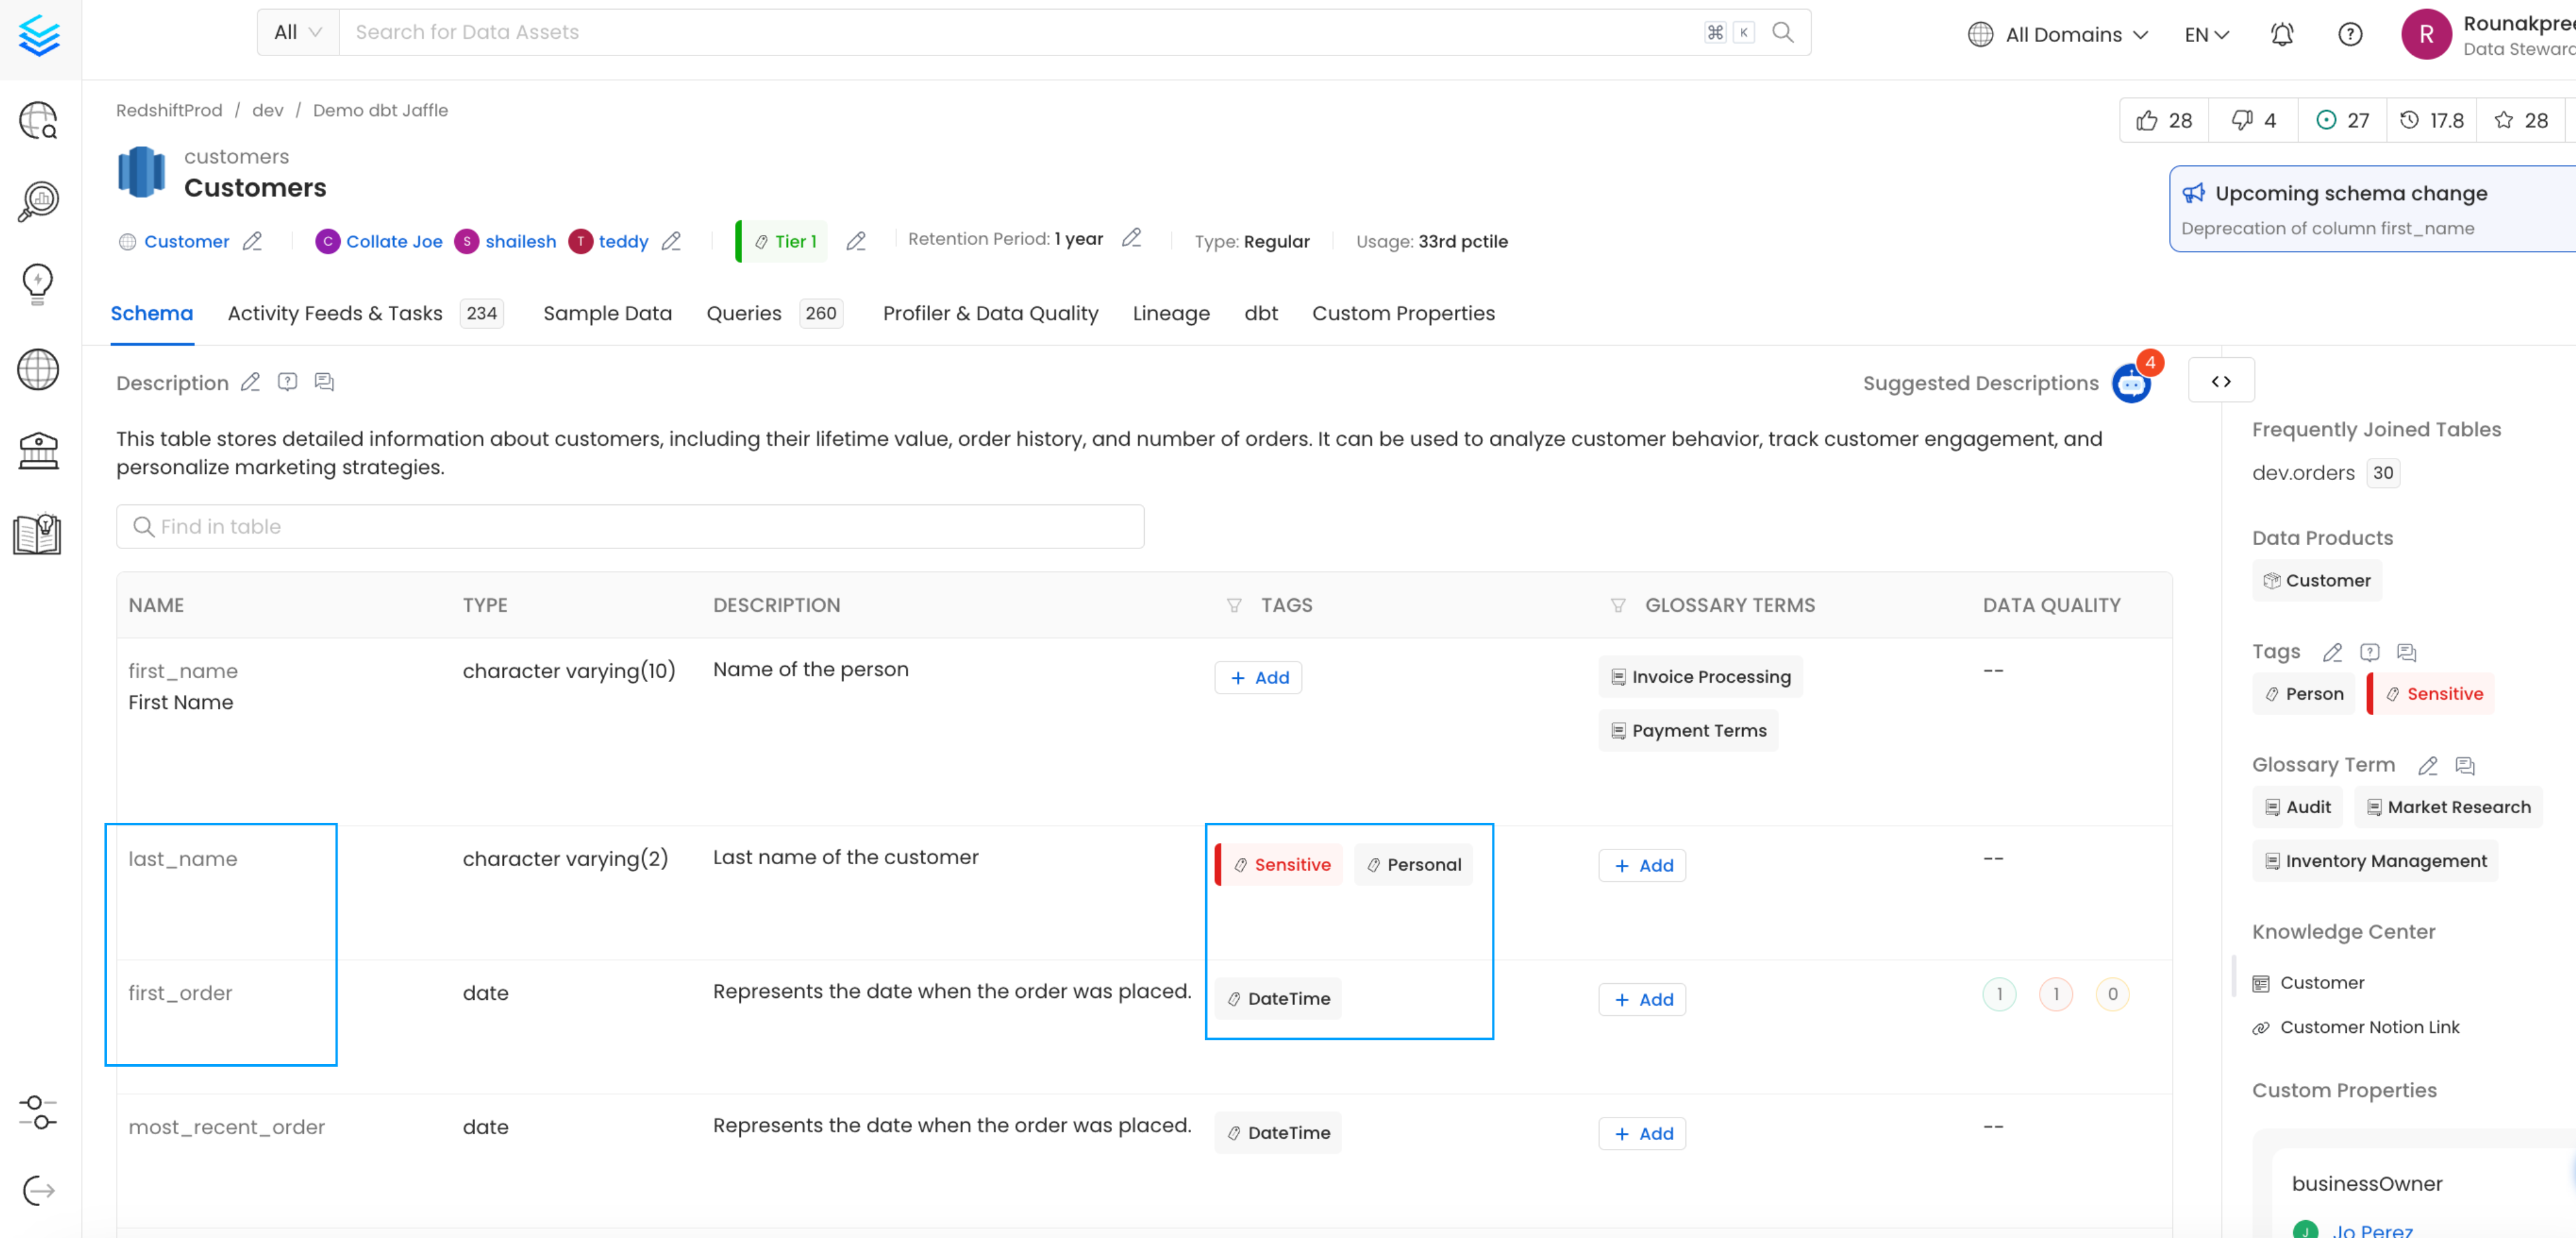 All Search for Data Assets ⌘ K All Domains EN R Rounakpree
Data Steward
RedshiftProd / dev / Demo dbt Jaffle 28 4 27 17.8 28
customers
Customers
Upcoming schema change
Deprecation of column first_name
Customer C Collate Joe S shailesh T teddy Tier 1 Retention Period: 1 year Type: Regular Usage: 33rd pctile
Schema Activity Feeds & Tasks 234 Sample Data Queries 260 Profiler & Data Quality Lineage dbt Custom Properties
Description Suggested Descriptions 4
This table stores detailed information about customers, including their lifetime value, order history, and number of orders. It can be used to analyze customer behavior, track customer engagement, and
personalize marketing strategies.
Find in table
NAME TYPE DESCRIPTION TAGS GLOSSARY TERMS DATA QUALITY
first_name character varying(10) Name of the person + Add Invoice Processing --
First Name Payment Terms
last_name character varying(2) Last name of the customer Sensitive Personal + Add --
first_order date Represents the date when the order was placed. DateTime + Add 1 1 0
most_recent_order date Represents the date when the order was placed. DateTime + Add --
Frequently Joined Tables
dev.orders 30
Data Products
Customer
Tags
Person Sensitive
Glossary Term
Audit Market Research
Inventory Management
Knowledge Center
Customer
Customer Notion Link
Custom Properties
businessOwner
J Jo Perez